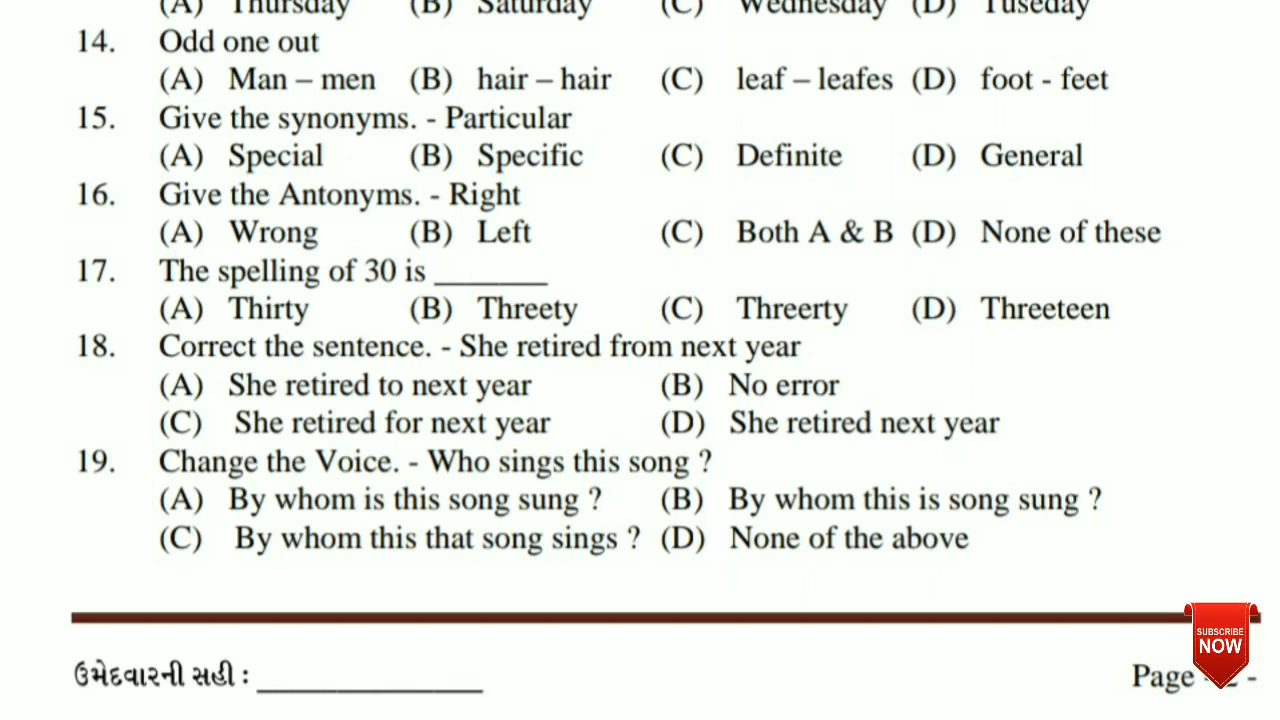 (A) Thursday (B) Saturday (C) Wednesday (D) Tuseday
14. Odd one out
(A) Man – men (B) hair – hair (C) leaf – leafes (D) foot - feet
15. Give the synonyms. - Particular
(A) Special (B) Specific (C) Definite (D) General
16. Give the Antonyms. - Right
(A) Wrong (B) Left (C) Both A & B (D) None of these
17. The spelling of 30 is _______
(A) Thirty (B) Threety (C) Threerty (D) Threeteen
18. Correct the sentence. - She retired from next year
(A) She retired to next year (B) No error
(C) She retired for next year (D) She retired next year
19. Change the Voice. - Who sings this song ?
(A) By whom is this song sung ? (B) By whom this is song sung ?
(C) By whom this that song sings ? (D) None of the above
SUBSCRIBE
NOW
ઉમેદવારની સહી : ______________
Page -